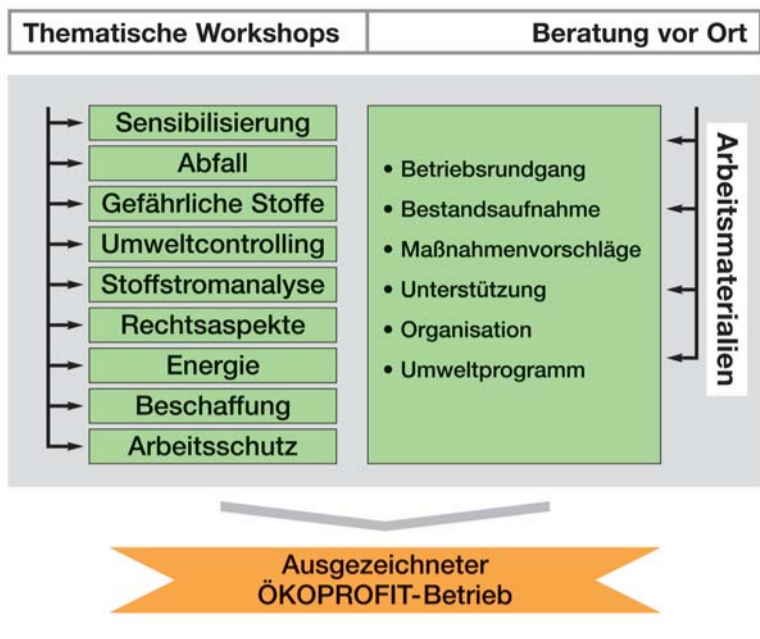 Thematische Workshops
Beratung vor Ort
Sensibilisierung
Abfall
Gefährliche Stoffe
Umweltcontrolling
Stoffstromanalyse
Rechtsaspekte
Energie
Beschaffung
Arbeitsschutz
• Betriebsrundgang
• Bestandsaufnahme
• Maßnahmenvorschläge
• Unterstützung
• Organisation
• Umweltprogramm
Arbeitsmaterialien
Ausgezeichneter
ÖKOPROFIT-Betrieb